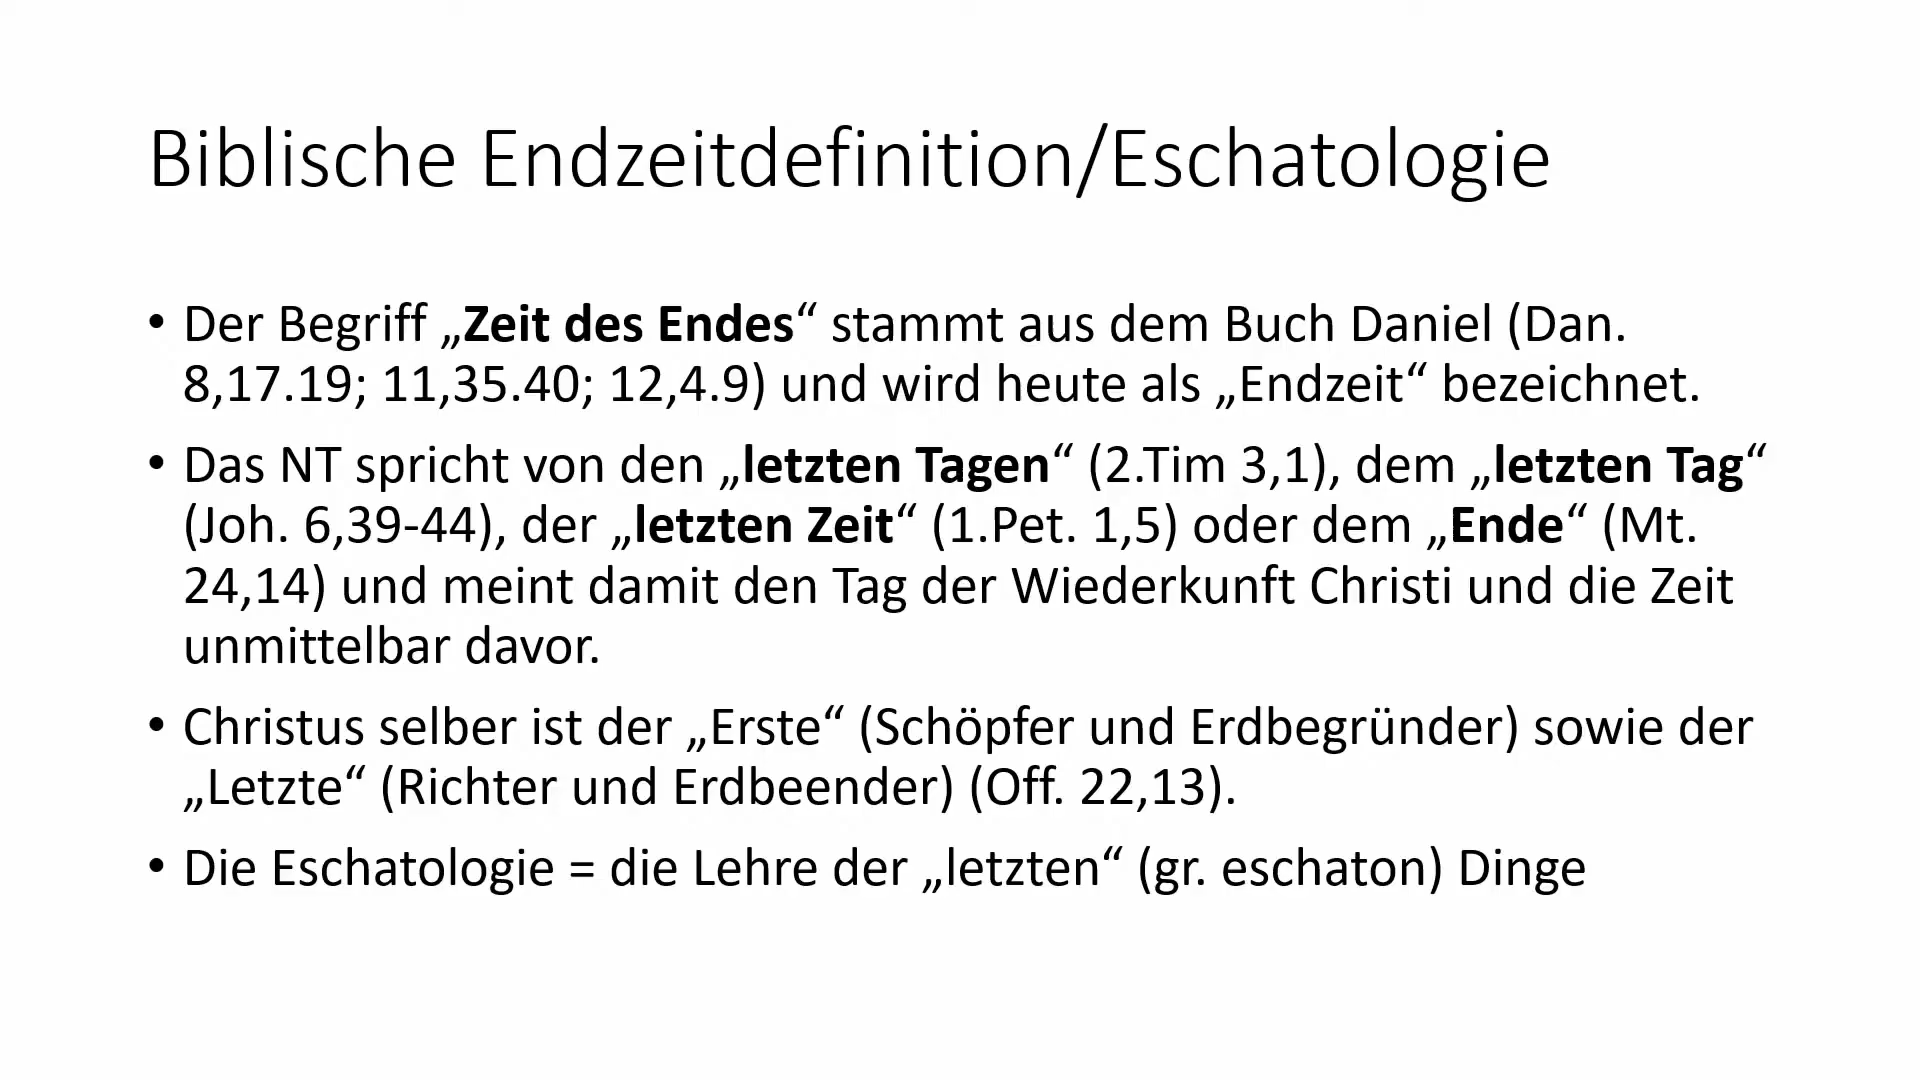 Biblische Endzeitdefinition/Eschatologie
• Der Begriff „Zeit des Endes“ stammt aus dem Buch Daniel (Dan.
8,17.19; 11,35.40; 12,4.9) und wird heute als „Endzeit“ bezeichnet.
• Das NT spricht von den „letzten Tagen“ (2.Tim 3,1), dem „letzten Tag“
(Joh. 6,39-44), der „letzten Zeit“ (1.Pet. 1,5) oder dem „Ende“ (Mt.
24,14) und meint damit den Tag der Wiederkunft Christi und die Zeit
unmittelbar davor.
• Christus selber ist der „Erste“ (Schöpfer und Erdbegründer) sowie der
„Letzte“ (Richter und Erdbeender) (Off. 22,13).
• Die Eschatologie = die Lehre der „letzten“ (gr. eschaton) Dinge